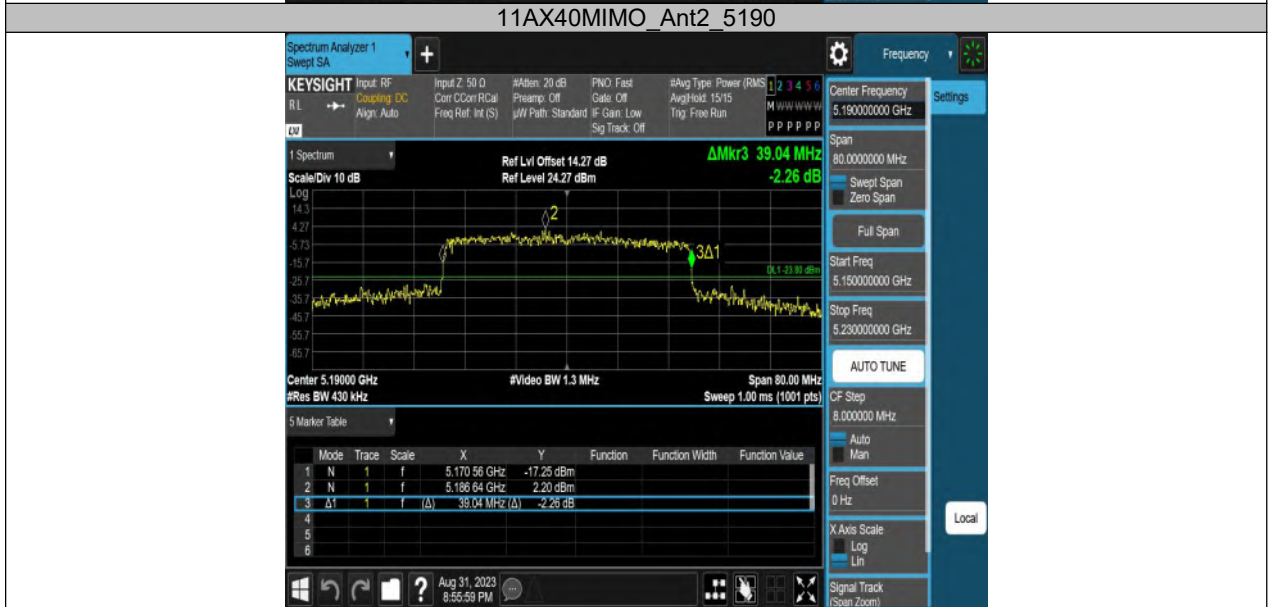 11AX40MIMO_Ant2_5190
Spectrum Analyzer 1
Swept SA
+
Frequency
KEYSIGHT Input: RF
RL
Coupling: DC
Align: Auto
LXI
Input Z: 50 Ω
Corr CCorr RCal
Freq Ref: Int (S)
#Atten: 20 dB
Preamp: Off
µW Path: Standard
PNO: Fast
Gate: Off
IF Gain: Low
Sig Track: Off
#Avg Type: Power (RMS
Avg|Hold: 15/15
Trig: Free Run
1 2 3 4 5 6
M W W W W W
P P P P P P
Center Frequency
5.190000000 GHz
Settings
Span
80.0000000 MHz
Swept Span
Zero Span
Full Span
Start Freq
5.150000000 GHz
Stop Freq
5.230000000 GHz
AUTO TUNE
CF Step
8.000000 MHz
Auto
Man
Freq Offset
0 Hz
X Axis Scale
Log
Lin
Local
Signal Track
(Span Zoom)
1 Spectrum
Scale/Div 10 dB
Ref Lvl Offset 14.27 dB
Ref Level 24.27 dBm
ΔMkr3 39.04 MHz
-2.26 dB
Log
14.3
4.27
-5.73
-15.7
-25.7
-35.7
-45.7
-55.7
-65.7
2
3Δ1
DL1 -23.80 dBm
Center 5.19000 GHz
#Video BW 1.3 MHz
Span 80.00 MHz
#Res BW 430 kHz
Sweep 1.00 ms (1001 pts)
5 Marker Table
Mode Trace Scale X Y Function Function Width Function Value
1 N 1 f 5.170 56 GHz -17.25 dBm
2 N 1 f 5.186 64 GHz 2.20 dBm
3 Δ1 1 f (Δ) 39.04 MHz (Δ) -2.26 dB
4
5
6
?
Aug 31, 2023
8:55:59 PM